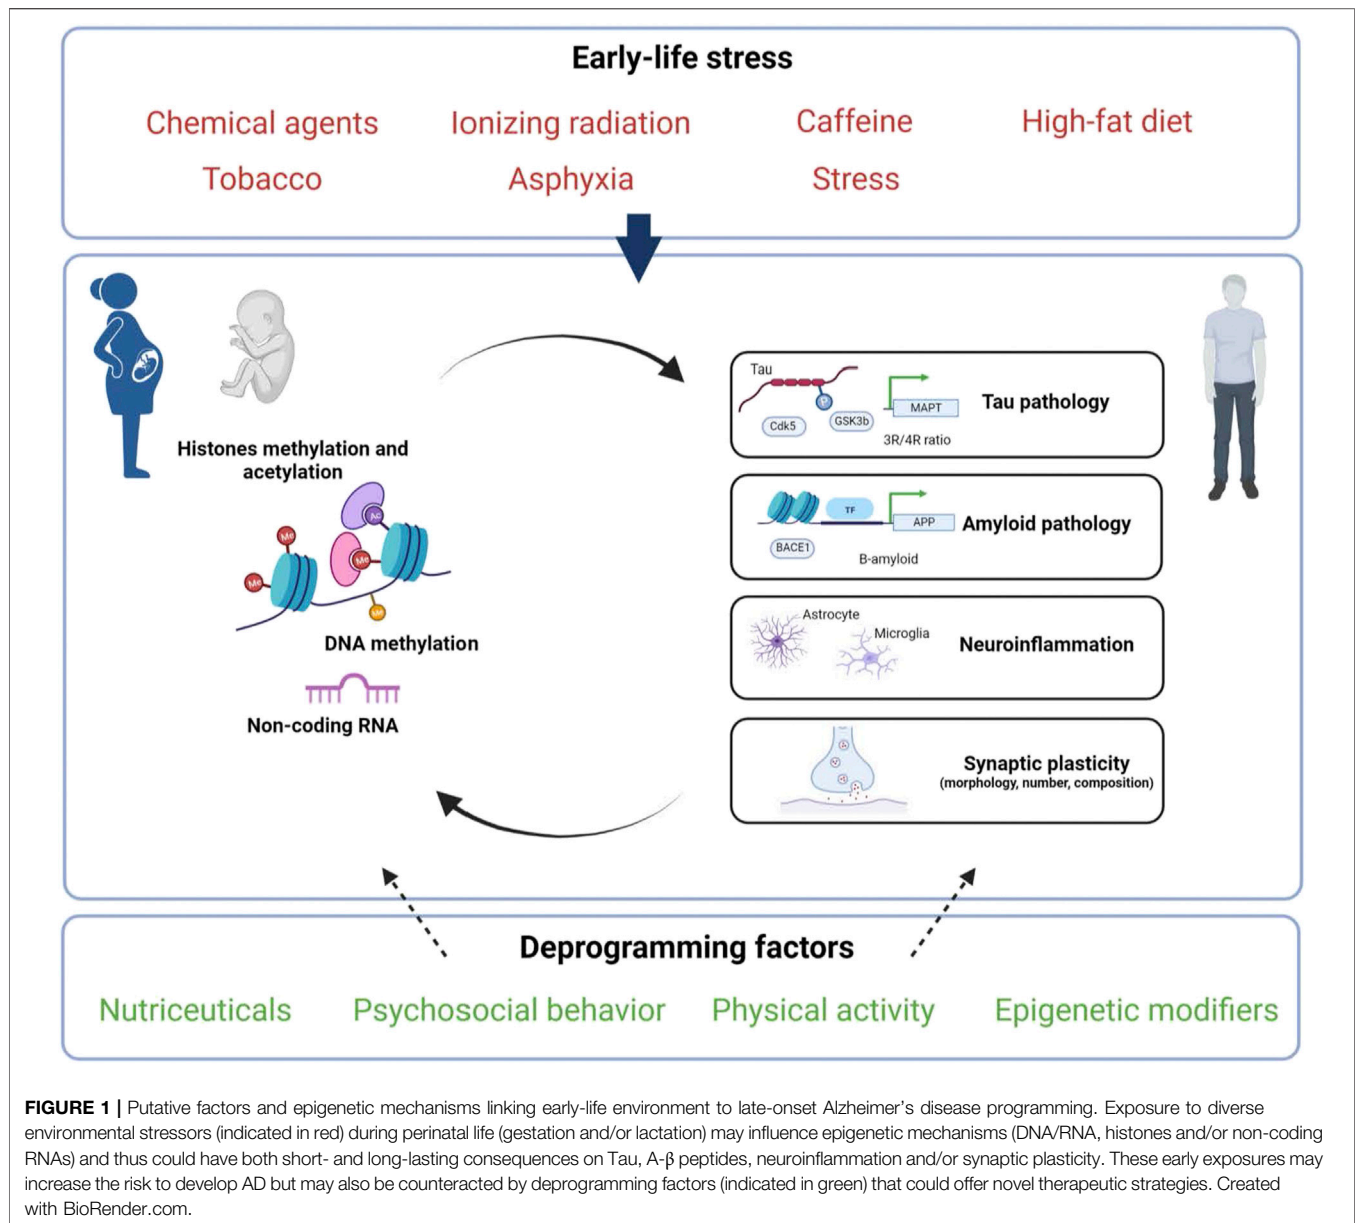 Early-life stress
Chemical agents Ionizing radiation Caffeine High-fat diet
Tobacco Asphyxia Stress
Histones methylation and
acetylation
Ac
Me
Me
Me
Me
DNA methylation
Non-coding RNA
Tau
P
Cdk5
GSK3b
MAPT
3R/4R ratio
Tau pathology
TF
APP
BACE1
B-amyloid
Amyloid pathology
Astrocyte
Microglia
Neuroinflammation
Synaptic plasticity
(morphology, number, composition)
Deprogramming factors
Nutriceuticals Psychosocial behavior Physical activity Epigenetic modifiers
FIGURE 1 | Putative factors and epigenetic mechanisms linking early-life environment to late-onset Alzheimer's disease programming. Exposure to diverse
environmental stressors (indicated in red) during perinatal life (gestation and/or lactation) may influence epigenetic mechanisms (DNA/RNA, histones and/or non-coding
RNAs) and thus could have both short- and long-lasting consequences on Tau, A-β peptides, neuroinflammation and/or synaptic plasticity. These early exposures may
increase the risk to develop AD but may also be counteracted by deprogramming factors (indicated in green) that could offer novel therapeutic strategies. Created
with BioRender.com.